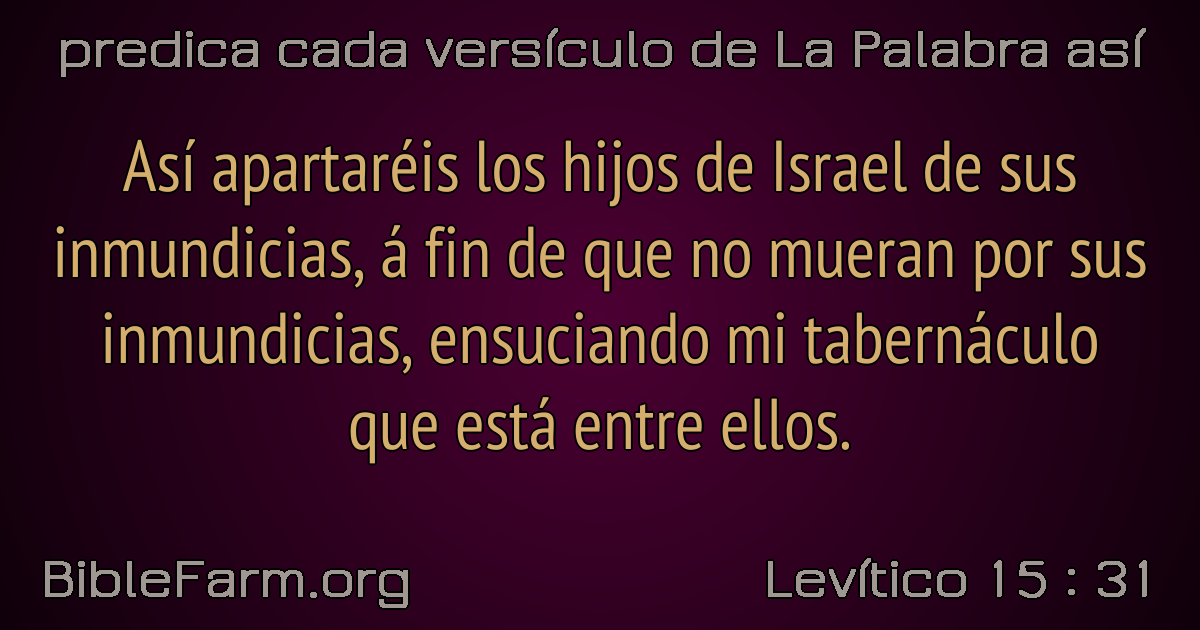 predica cada versículo de La Palabra así
Así apartaréis los hijos de Israel de sus
inmundicias, á fin de que no mueran por sus
inmundicias, ensuciando mi tabernáculo
que está entre ellos.
BibleFarm.org
Levítico 15 : 31